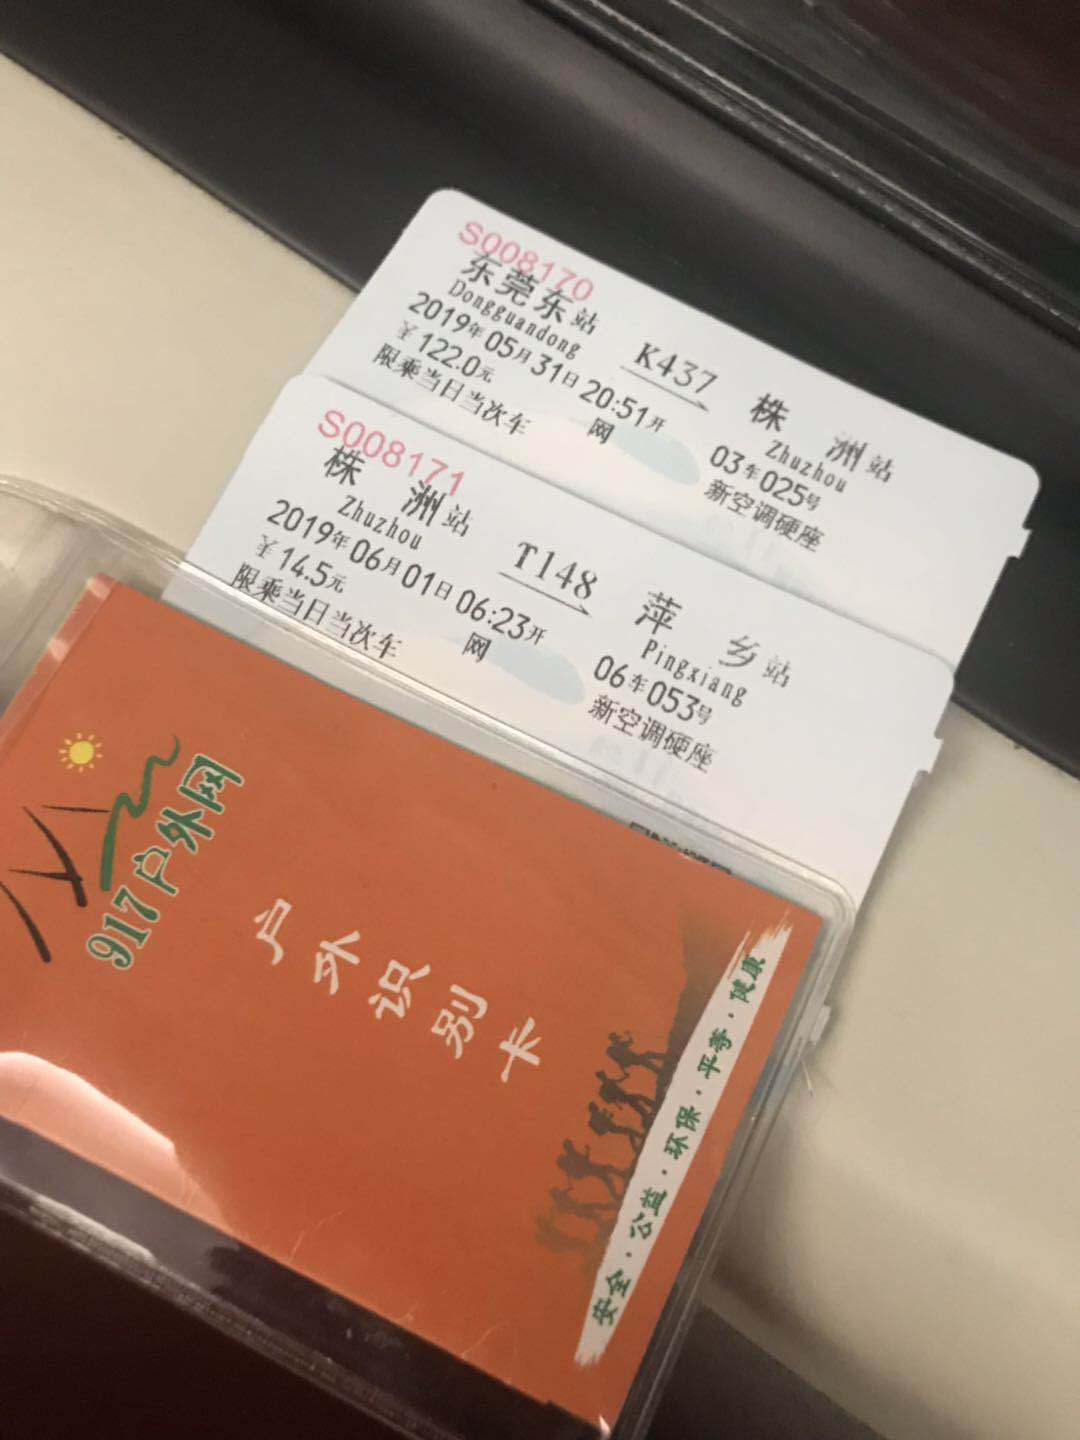 S008170
东莞东站 K437 株洲站
Dongguandong Zhuzhou
2019年05月31日20:51开 03车025号
￥122.0元 网 新空调硬座
限乘当日当次车
S008171
株洲站 T148 萍乡站
Zhuzhou Pingxiang
2019年06月01日06:23开 06车053号
￥14.5元 网 新空调硬座
限乘当日当次车
917户外网
户外识别卡
安全·公益·环保·平等·健康